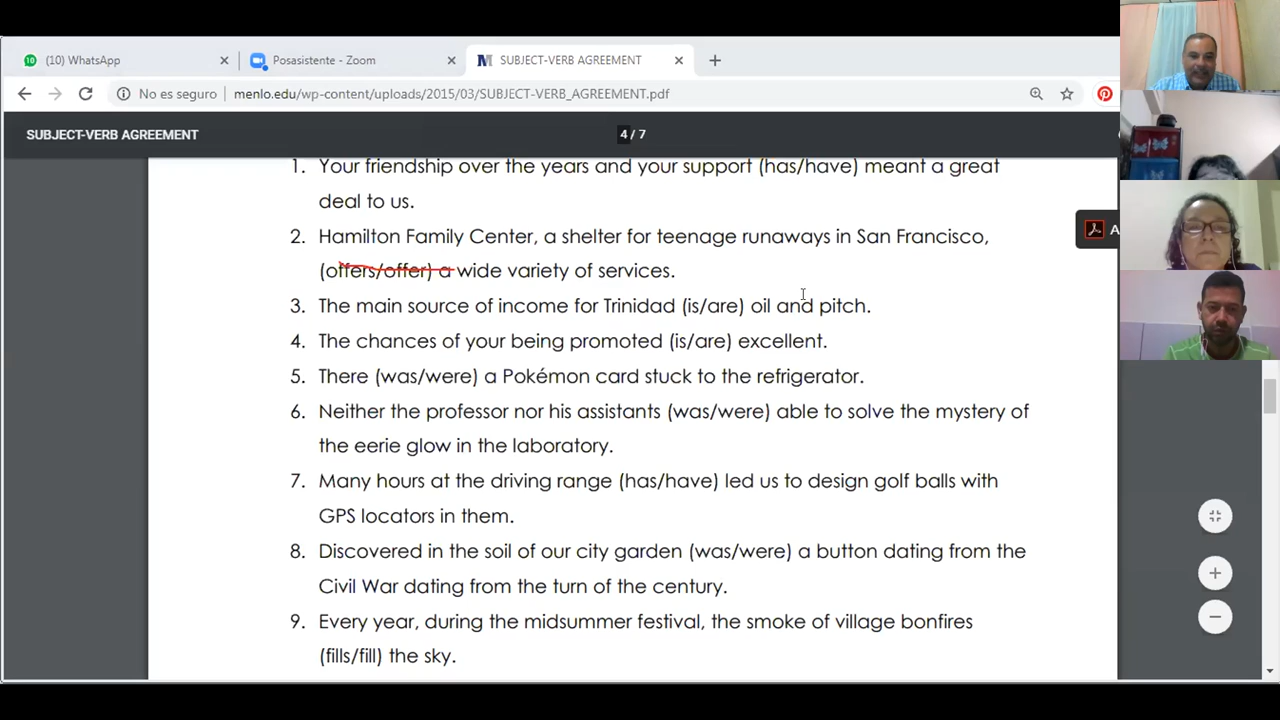 (10) WhatsApp
Posasistente - Zoom
SUBJECT-VERB AGREEMENT
No es seguro
menlo.edu/wp-content/uploads/2015/03/SUBJECT-VERB_AGREEMENT.pdf
SUBJECT-VERB AGREEMENT
4 / 7
1. Your friendship over the years and your support (has/have) meant a great
deal to us.
2. Hamilton Family Center, a shelter for teenage runaways in San Francisco,
(offers/offer) a wide variety of services.
3. The main source of income for Trinidad (is/are) oil and pitch.
4. The chances of your being promoted (is/are) excellent.
5. There (was/were) a Pokémon card stuck to the refrigerator.
6. Neither the professor nor his assistants (was/were) able to solve the mystery of
the eerie glow in the laboratory.
7. Many hours at the driving range (has/have) led us to design golf balls with
GPS locators in them.
8. Discovered in the soil of our city garden (was/were) a button dating from the
Civil War dating from the turn of the century.
9. Every year, during the midsummer festival, the smoke of village bonfires
(fills/fill) the sky.